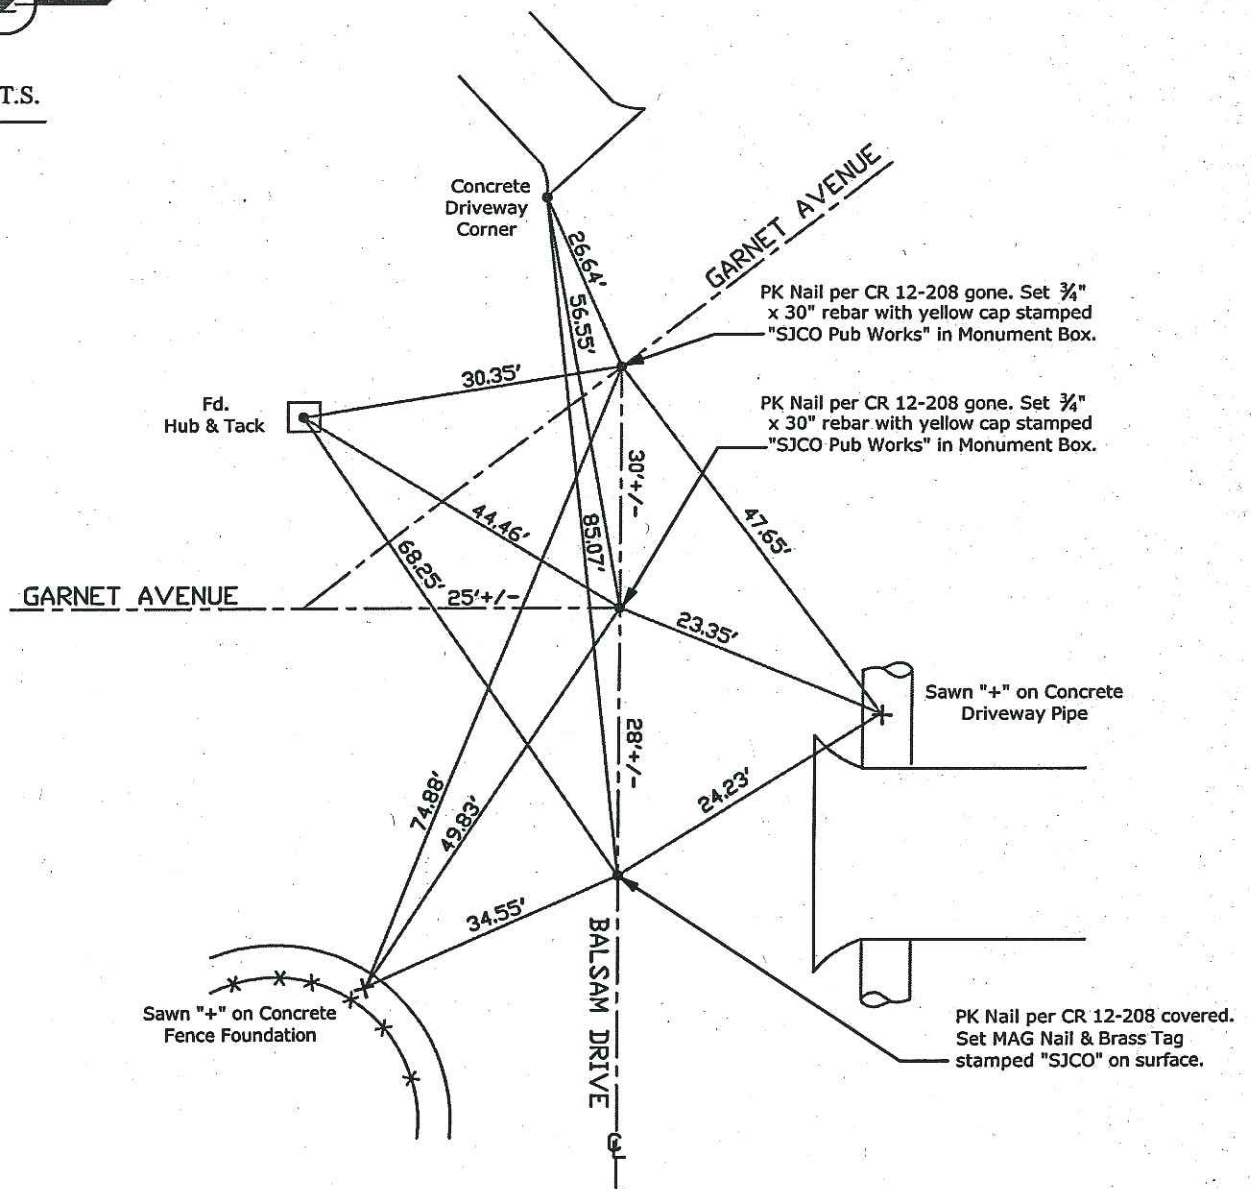 T.S.
Concrete
Driveway
Corner
GARNET AVENUE
26.64'
56.55'
PK Nail per CR 12-208 gone. Set ¾"
x 30" rebar with yellow cap stamped
"SJCO Pub Works" in Monument Box.
30.35'
Fd.
Hub & Tack
PK Nail per CR 12-208 gone. Set ¾"
x 30" rebar with yellow cap stamped
"SJCO Pub Works" in Monument Box.
30'+/-
44.46'
85.07'
47.65'
68.25'
GARNET AVENUE
25'+/-
23.35'
Sawn "+" on Concrete
Driveway Pipe
28'+/-
74.88'
49.83'
24.23'
34.55'
BALSAM DRIVE
Sawn "+" on Concrete
Fence Foundation
PK Nail per CR 12-208 covered.
Set MAG Nail & Brass Tag
stamped "SJCO" on surface.
℄